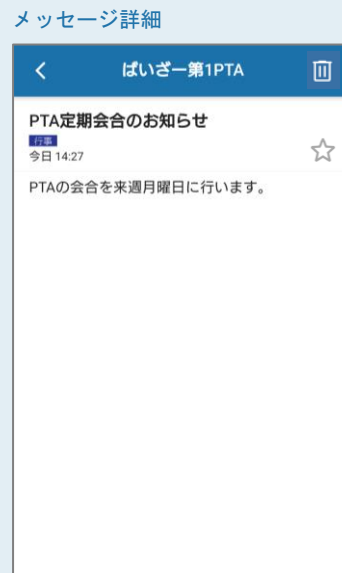 メッセージ詳細
ぱいざー第1PTA
PTA定期会合のお知らせ
行事
今日 14:27
PTAの会合を来週月曜日に行います。